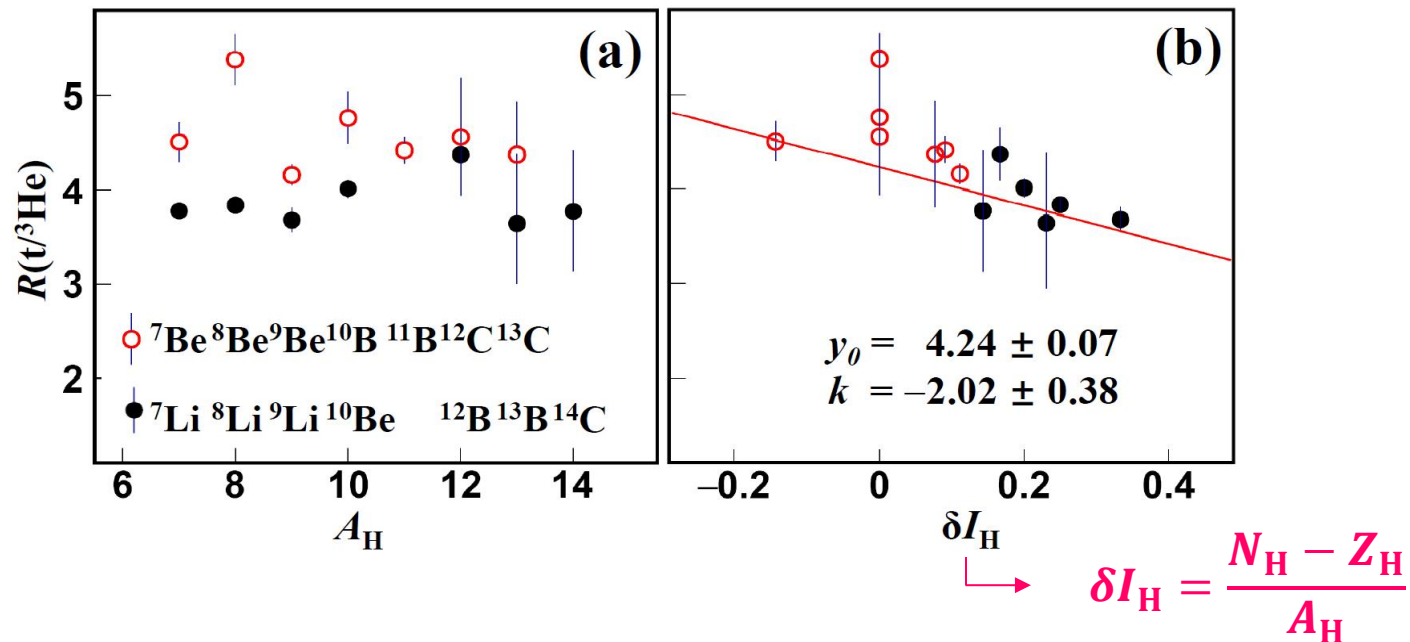 (a)
(b)
R(t/³He)
5
4
3
2
⁷Be ⁸Be ⁹Be ¹⁰B ¹¹B ¹²C ¹³C
⁷Li ⁸Li ⁹Li ¹⁰Be ¹²B ¹³B ¹⁴C
y₀ = 4.24 ± 0.07
k = −2.02 ± 0.38
6 8 10 12 14
−0.2 0 0.2 0.4
A_H
δI_H
δI_H = (N_H − Z_H) / A_H